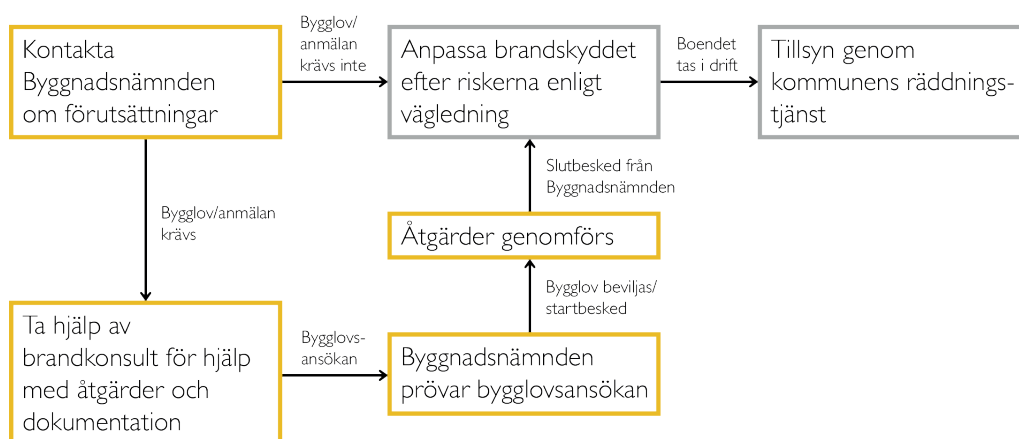 Kontakta
Byggnadsnämnden
om förutsättningar
Bygglov/
anmälan
krävs inte
Anpassa brandskyddet
efter riskerna enligt
vägledning
Boendet
tas i drift
Tillsyn genom
kommunens räddnings-
tjänst
Bygglov/anmälan
krävs
Slutbesked från
Byggnadsnämnden
Åtgärder genomförs
Bygglov beviljas/
startbesked
Ta hjälp av
brandkonsult för hjälp
med åtgärder och
dokumentation
Bygglovs-
ansökan
Byggnadsnämnden
prövar bygglovsansökan